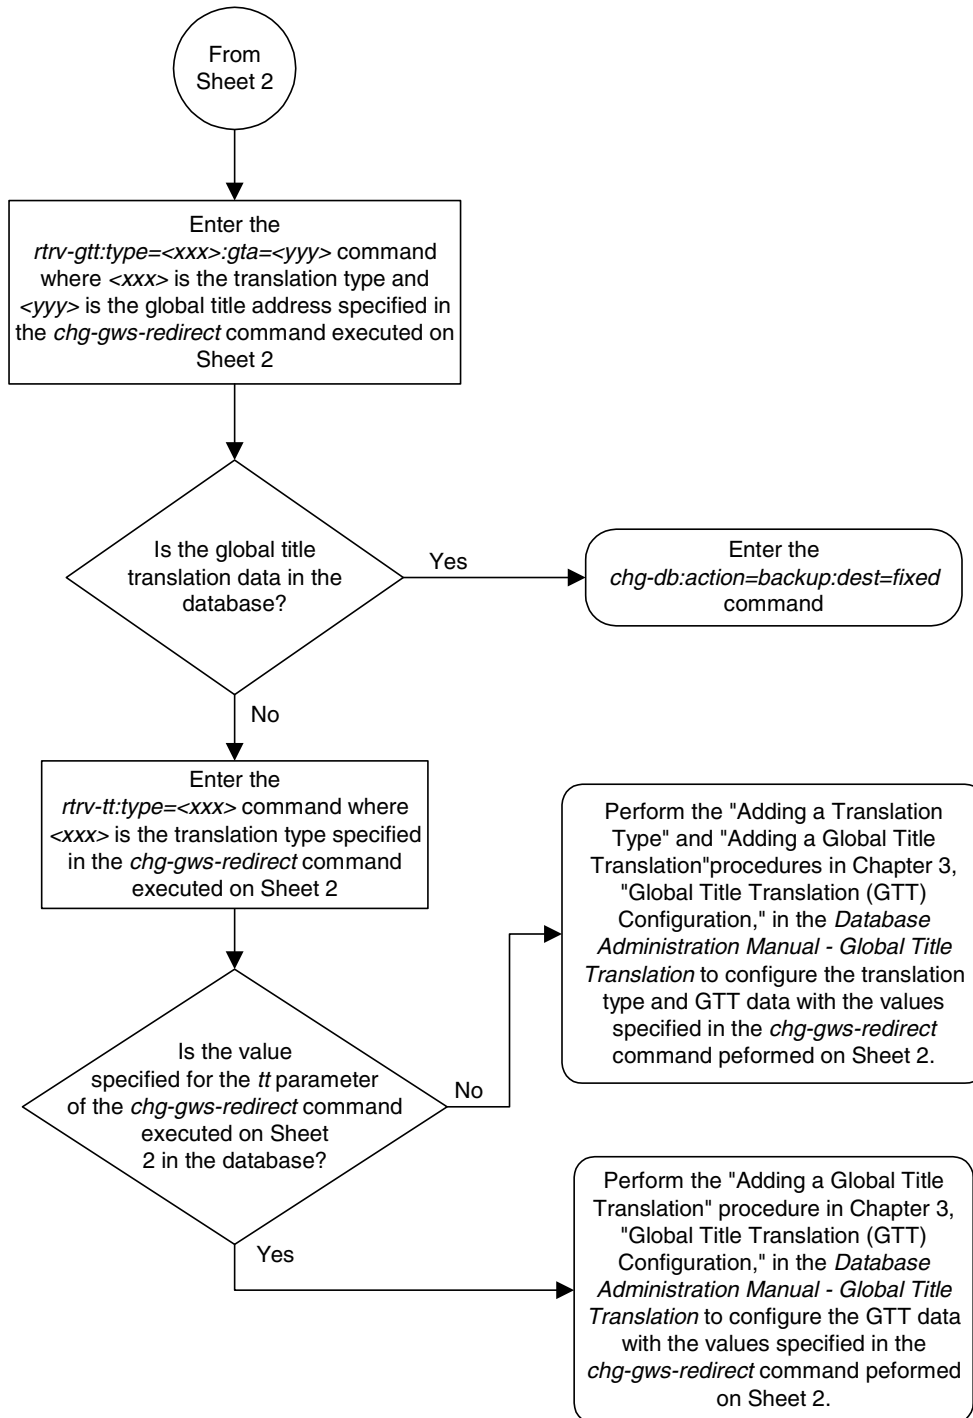 From
Sheet 2
Enter the
rtrv-gtt:type=<xxx>:gta=<yyy> command
where <xxx> is the translation type and
<yyy> is the global title address specified in
the chg-gws-redirect command executed on
Sheet 2
Is the global title
translation data in the
database?
Yes
Enter the
chg-db:action=backup:dest=fixed
command
No
Enter the
rtrv-tt:type=<xxx> command where
<xxx> is the translation type specified
in the chg-gws-redirect command
executed on Sheet 2
Perform the "Adding a Translation
Type" and "Adding a Global Title
Translation"procedures in Chapter 3,
"Global Title Translation (GTT)
Configuration," in the Database
Administration Manual - Global Title
Translation to configure the translation
type and GTT data with the values
specified in the chg-gws-redirect
command peformed on Sheet 2.
Is the value
specified for the tt parameter
of the chg-gws-redirect command
executed on Sheet
2 in the database?
No
Yes
Perform the "Adding a Global Title
Translation" procedure in Chapter 3,
"Global Title Translation (GTT)
Configuration," in the Database
Administration Manual - Global Title
Translation to configure the GTT data
with the values specified in the
chg-gws-redirect command peformed
on Sheet 2.